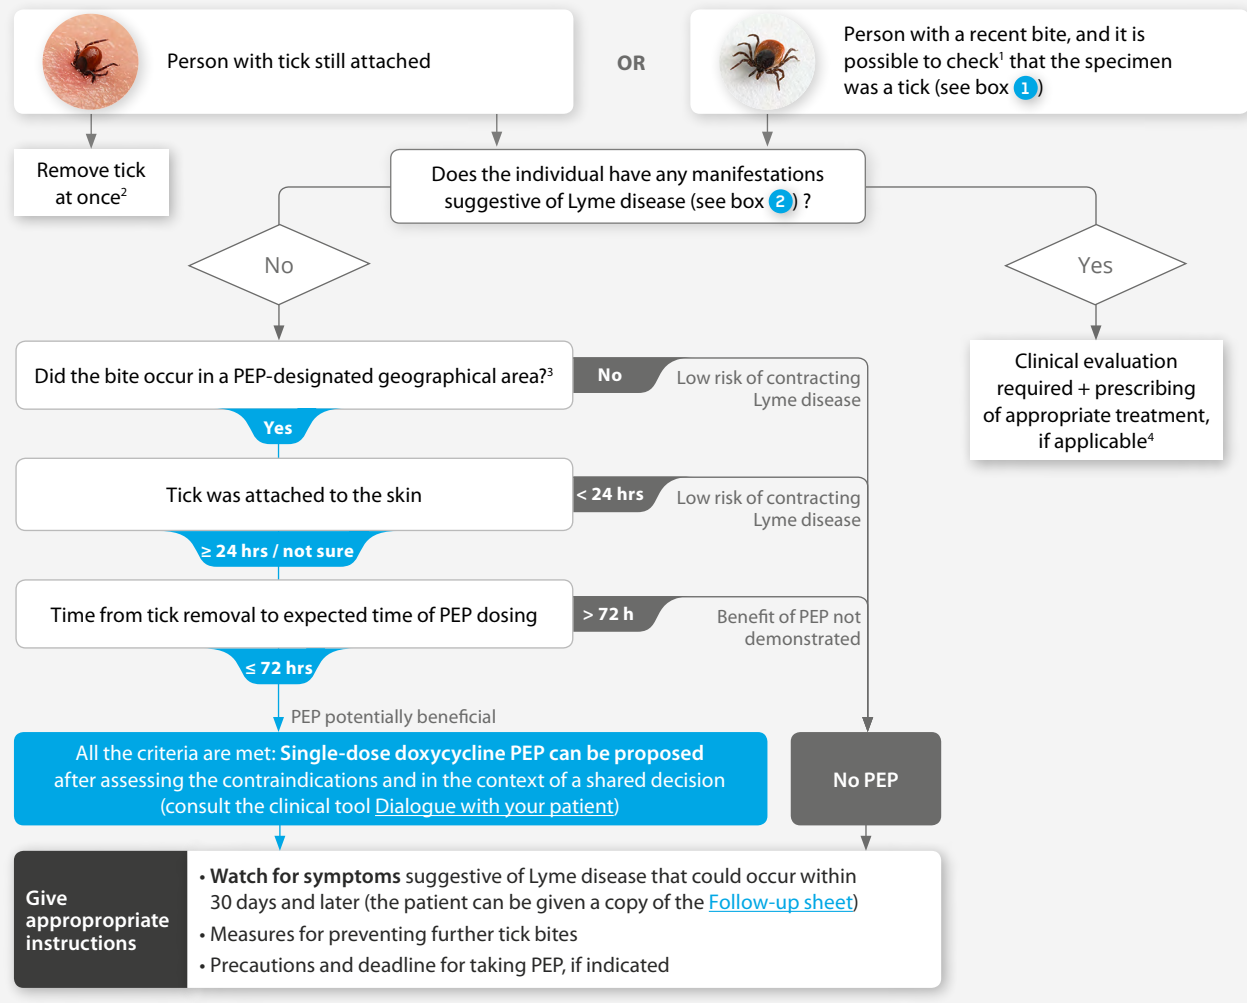 Person with tick still attached
OR
Person with a recent bite, and it is
possible to check¹ that the specimen
was a tick (see box 1)
Remove tick
at once²
Does the individual have any manifestations
suggestive of Lyme disease (see box 2) ?
No
Yes
Did the bite occur in a PEP-designated geographical area?³
No
Low risk of contracting
Lyme disease
Clinical evaluation
required + prescribing
of appropriate treatment,
if applicable⁴
Yes
Tick was attached to the skin
< 24 hrs
Low risk of contracting
Lyme disease
≥ 24 hrs / not sure
Time from tick removal to expected time of PEP dosing
> 72 h
Benefit of PEP not
demonstrated
≤ 72 hrs
PEP potentially beneficial
All the criteria are met: Single-dose doxycycline PEP can be proposed
after assessing the contraindications and in the context of a shared decision
(consult the clinical tool Dialogue with your patient)
No PEP
Give
appropropriate
instructions
• Watch for symptoms suggestive of Lyme disease that could occur within
30 days and later (the patient can be given a copy of the Follow-up sheet)
• Measures for preventing further tick bites
• Precautions and deadline for taking PEP, if indicated